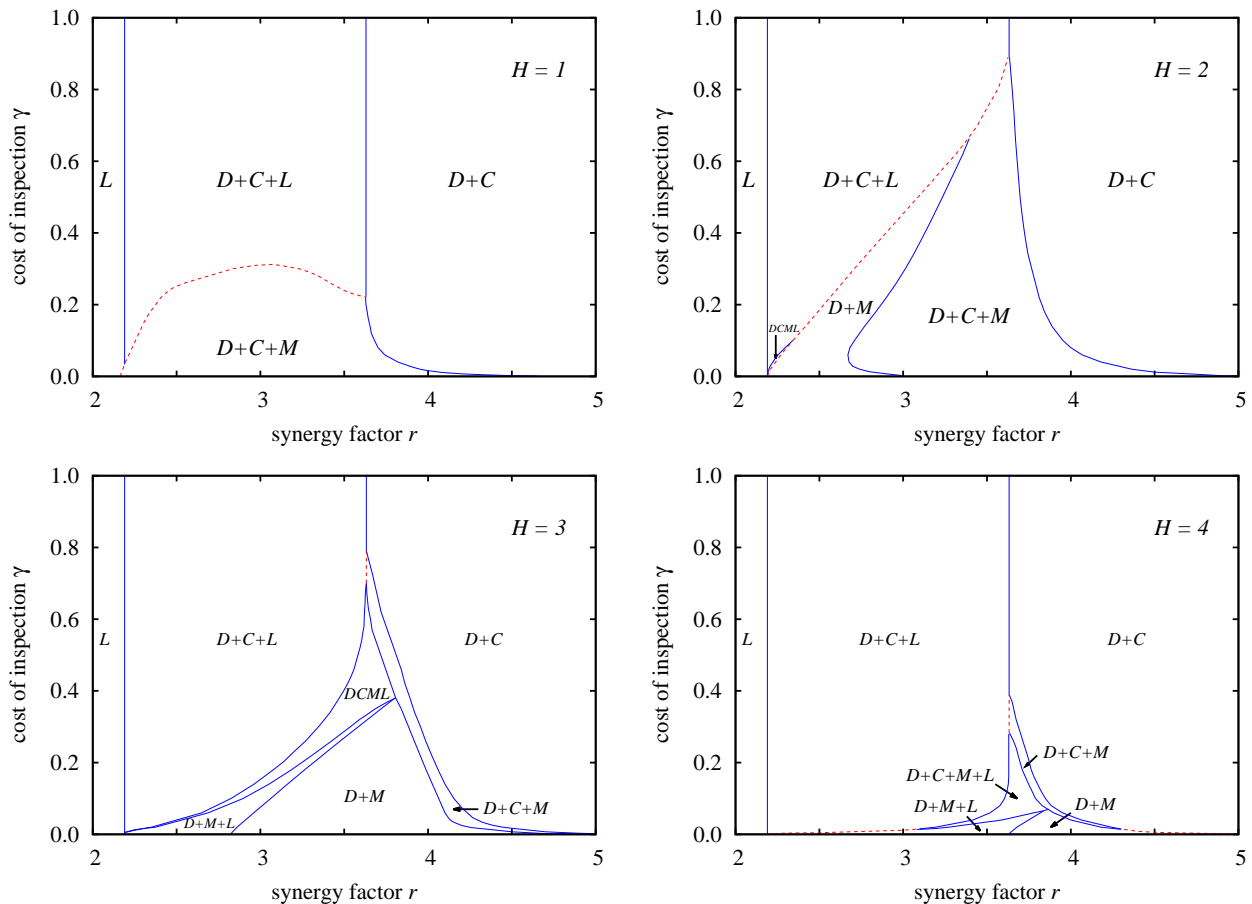 1.0
0.8
0.6
0.4
0.2
0.0
cost of inspection γ
H = 1
L
D+C+L
D+C
D+C+M
2
3
4
5
synergy factor r
1.0
0.8
0.6
0.4
0.2
0.0
cost of inspection γ
H = 2
L
D+C+L
D+C
D+M
D+C+M
DCML
2
3
4
5
synergy factor r
1.0
0.8
0.6
0.4
0.2
0.0
cost of inspection γ
H = 3
L
D+C+L
D+C
DCML
D+M
D+C+M
D+M+L
2
3
4
5
synergy factor r
1.0
0.8
0.6
0.4
0.2
0.0
cost of inspection γ
H = 4
L
D+C+L
D+C
D+C+M
D+C+M+L
D+M+L
D+M
2
3
4
5
synergy factor r